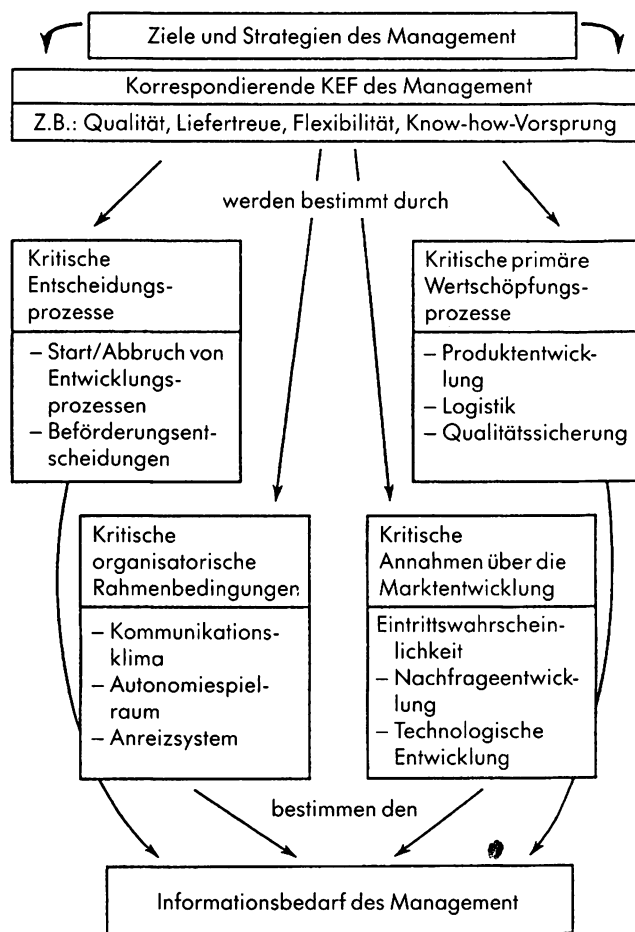 Ziele und Strategien des Management
Korrespondierende KEF des Management
Z.B.: Qualität, Liefertreue, Flexibilität, Know-how-Vorsprung
werden bestimmt durch
Kritische
Entscheidungs-
prozesse
– Start/Abbruch von
Entwicklungs-
prozessen
– Beförderungsent-
scheidungen
Kritische primäre
Wertschöpfungs-
prozesse
– Produktentwick-
lung
– Logistik
– Qualitätssicherung
Kritische
organisatorische
Rahmenbedingungen
– Kommunikations-
klima
– Autonomiespiel-
raum
– Anreizsystem
Kritische
Annahmen über die
Marktentwicklung
Eintrittswahrschein-
lichkeit
– Nachfrageentwick-
lung
– Technologische
Entwicklung
bestimmen den
Informationsbedarf des Management